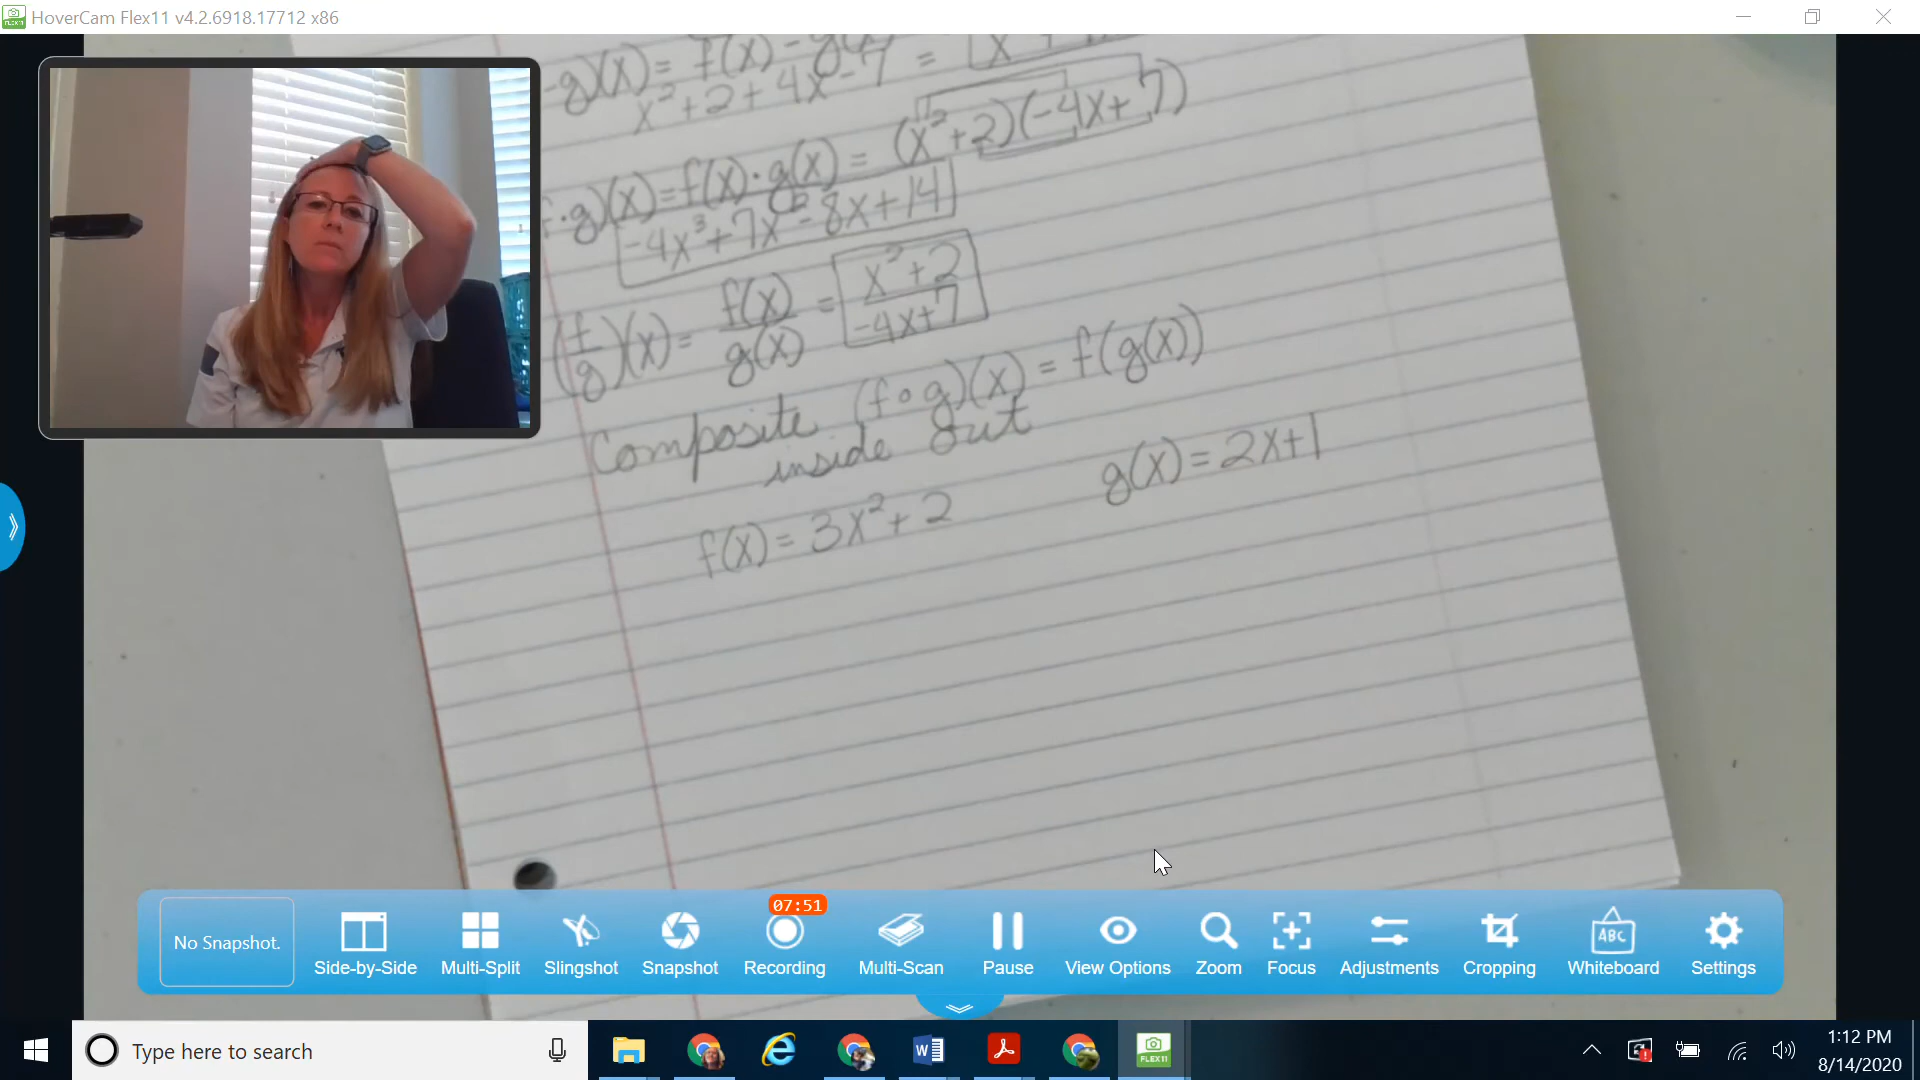 HoverCam Flex11 v4.2.6918.17712 x86
-g)(x) = f(x) - g(x)
x² + 2 + 4x - 7 =
(f·g)(x) = f(x)·g(x) = (x²+2)(-4x+7)
-4x³+7x²-8x+14
(f/g)(x) = f(x)/g(x) = x²+2/-4x+7
Composite (f∘g)(x) = f(g(x))
inside out
f(x) = 3x²+2 g(x) = 2x+1
07:51
No Snapshot.
Side-by-Side Multi-Split Slingshot Snapshot Recording Multi-Scan Pause View Options Zoom Focus Adjustments Cropping ABC Whiteboard Settings
Type here to search
FLEX11
1:12 PM
8/14/2020